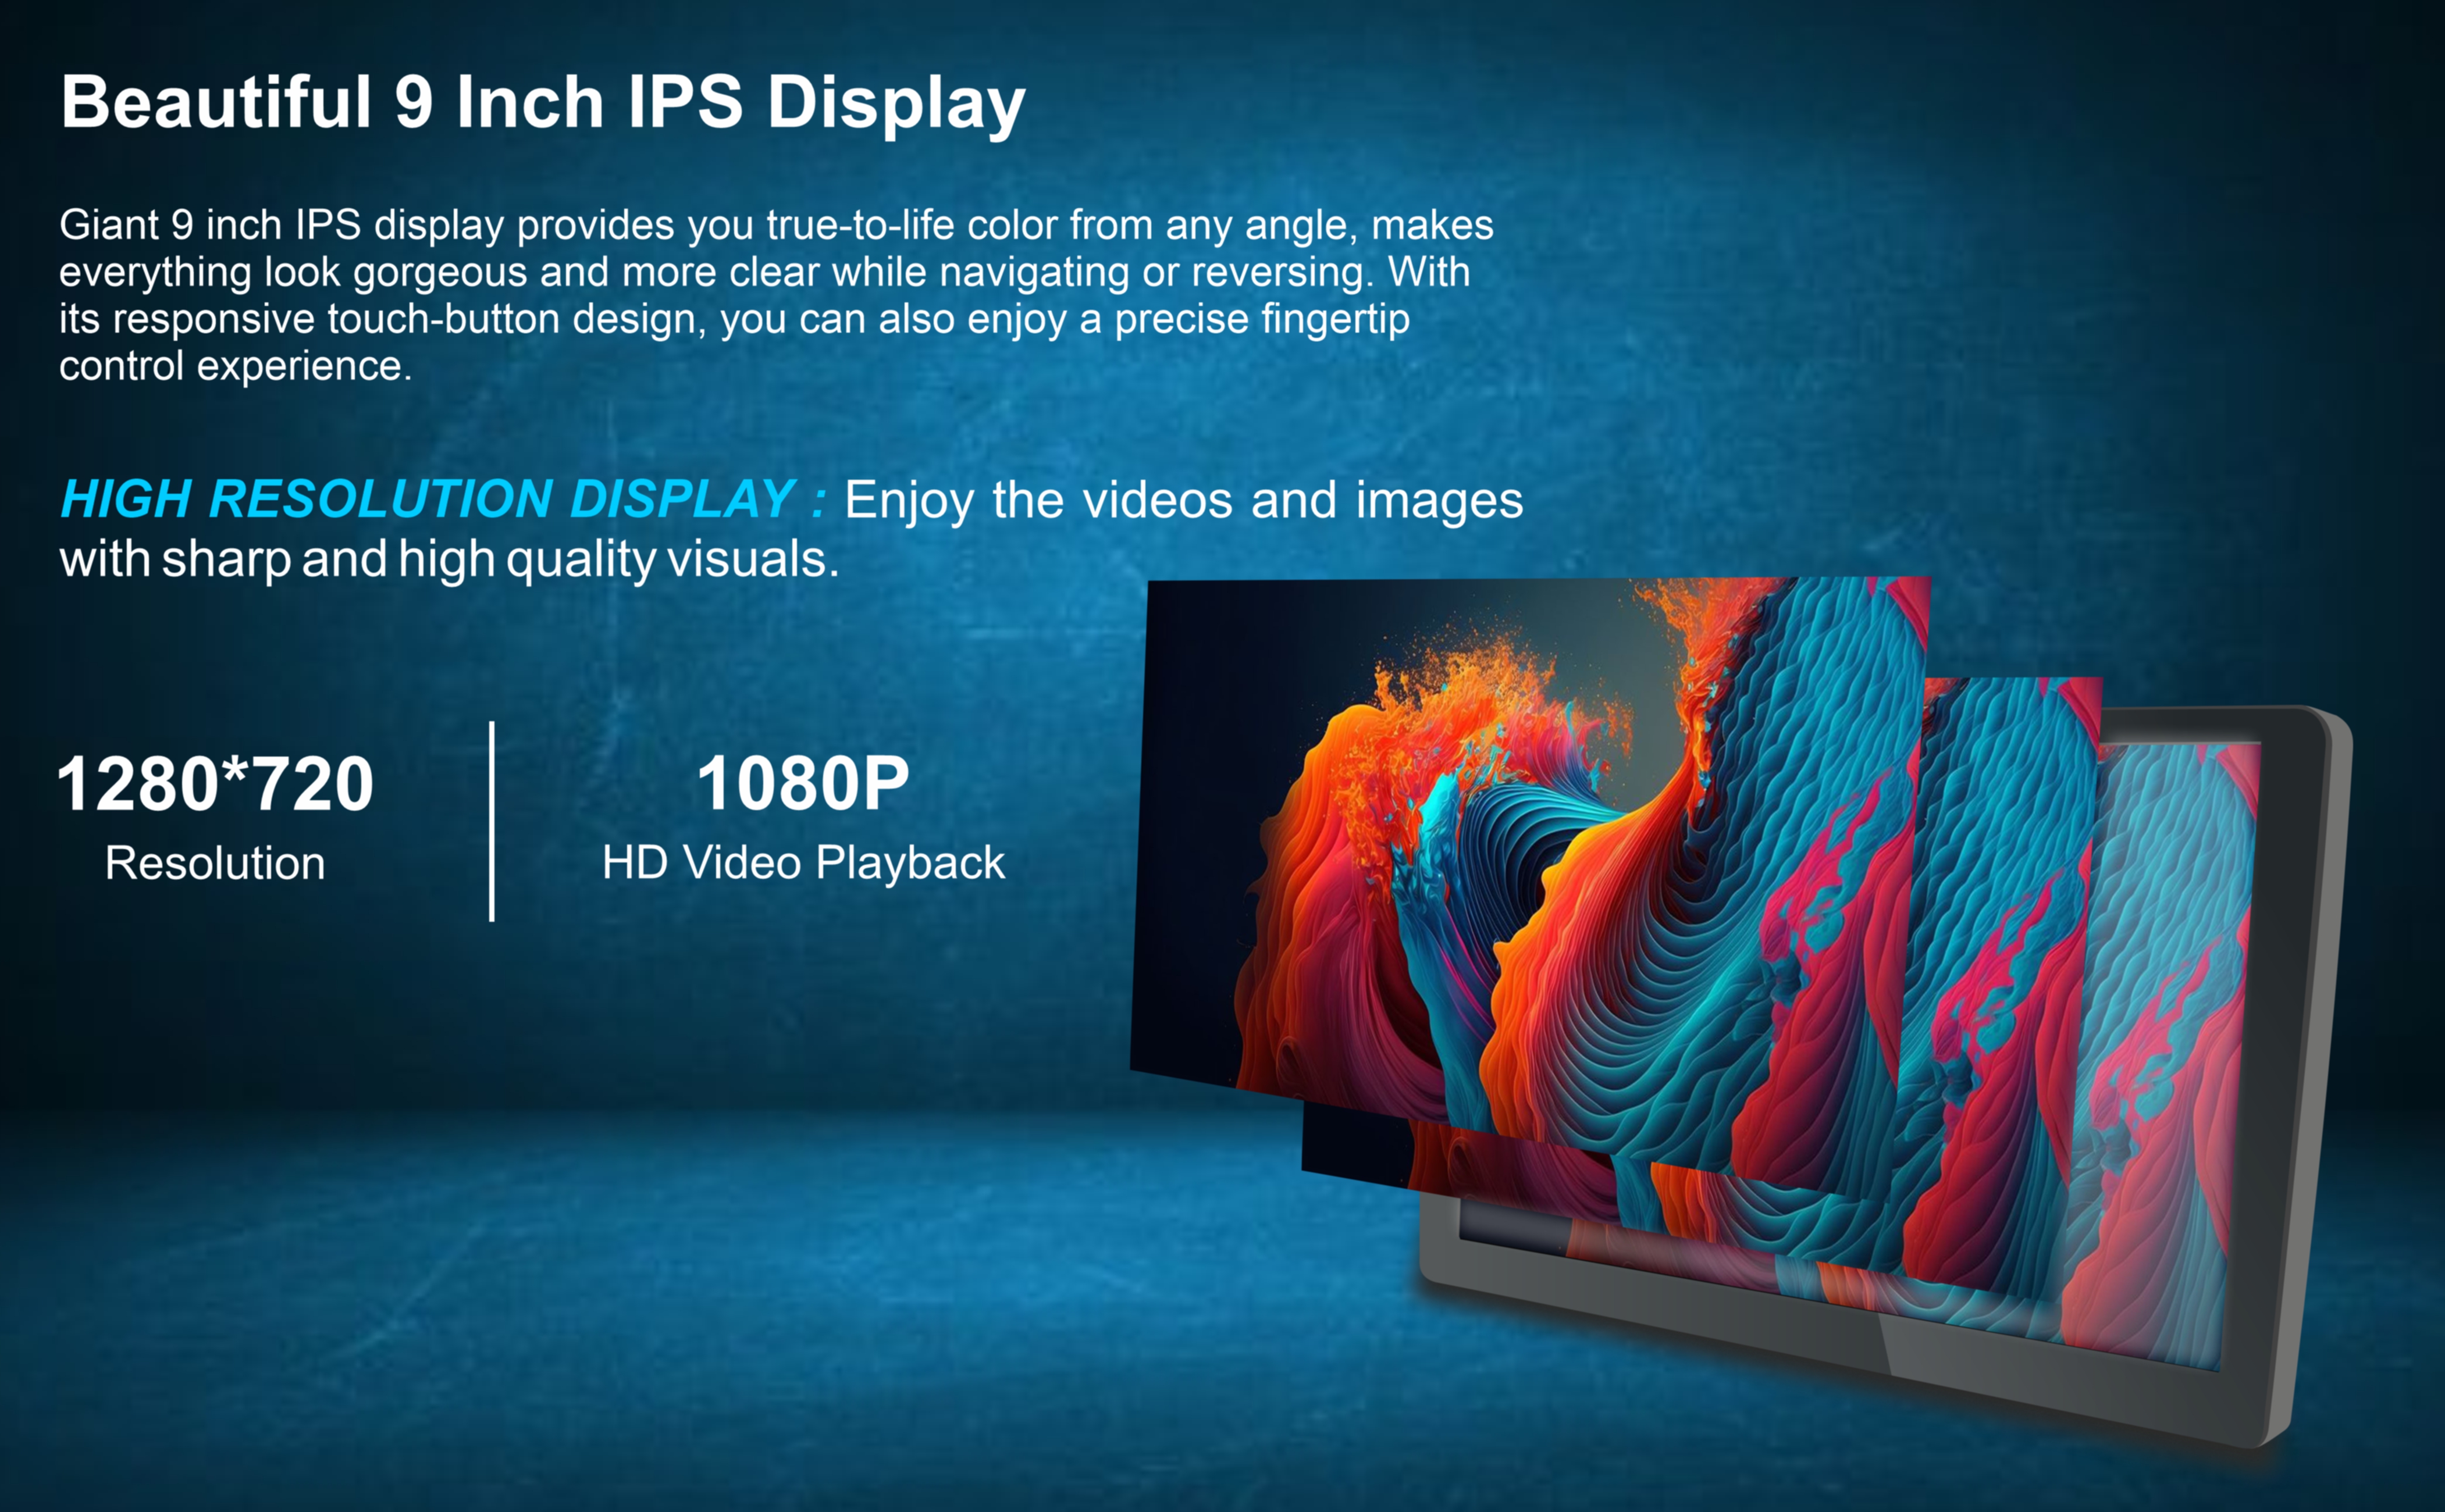 Beautiful 9 Inch IPS Display
Giant 9 inch IPS display provides you true-to-life color from any angle, makes
everything look gorgeous and more clear while navigating or reversing. With
its responsive touch-button design, you can also enjoy a precise fingertip
control experience.
HIGH RESOLUTION DISPLAY : Enjoy the videos and images
with sharp and high quality visuals.
1280*720
Resolution
1080P
HD Video Playback